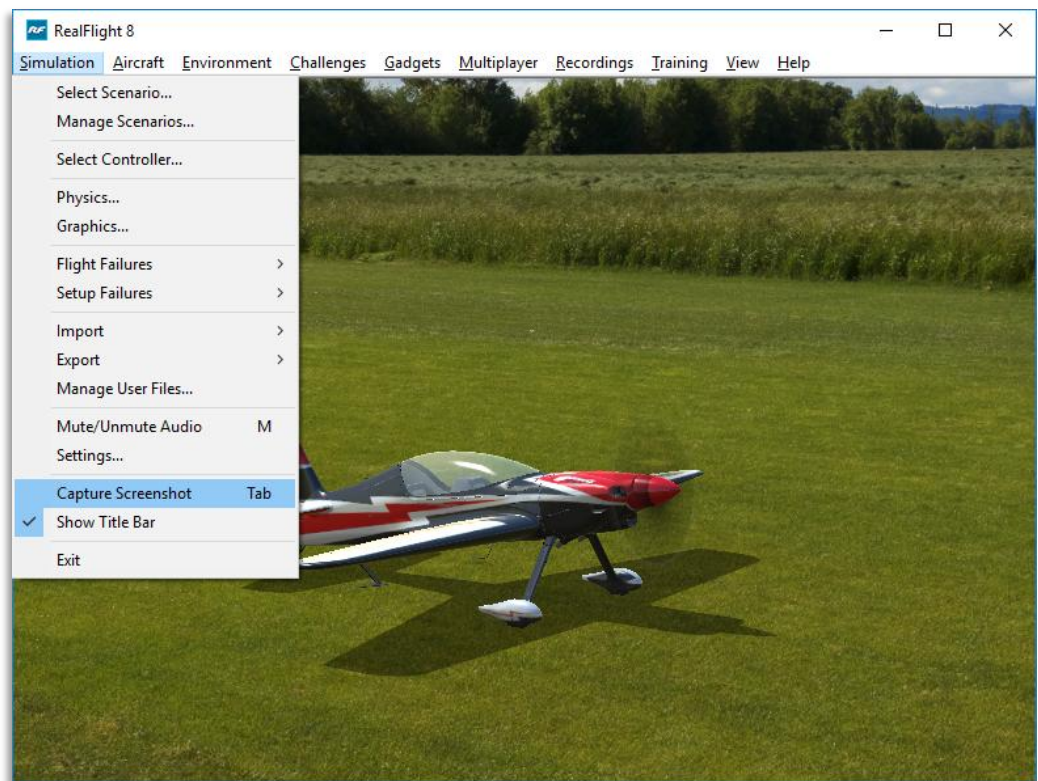 RF RealFlight 8
Simulation Aircraft Environment Challenges Gadgets Multiplayer Recordings Training View Help
Select Scenario...
Manage Scenarios...
Select Controller...
Physics...
Graphics...
Flight Failures
Setup Failures
Import
Export
Manage User Files...
Mute/Unmute Audio M
Settings...
Capture Screenshot Tab
Show Title Bar
Exit